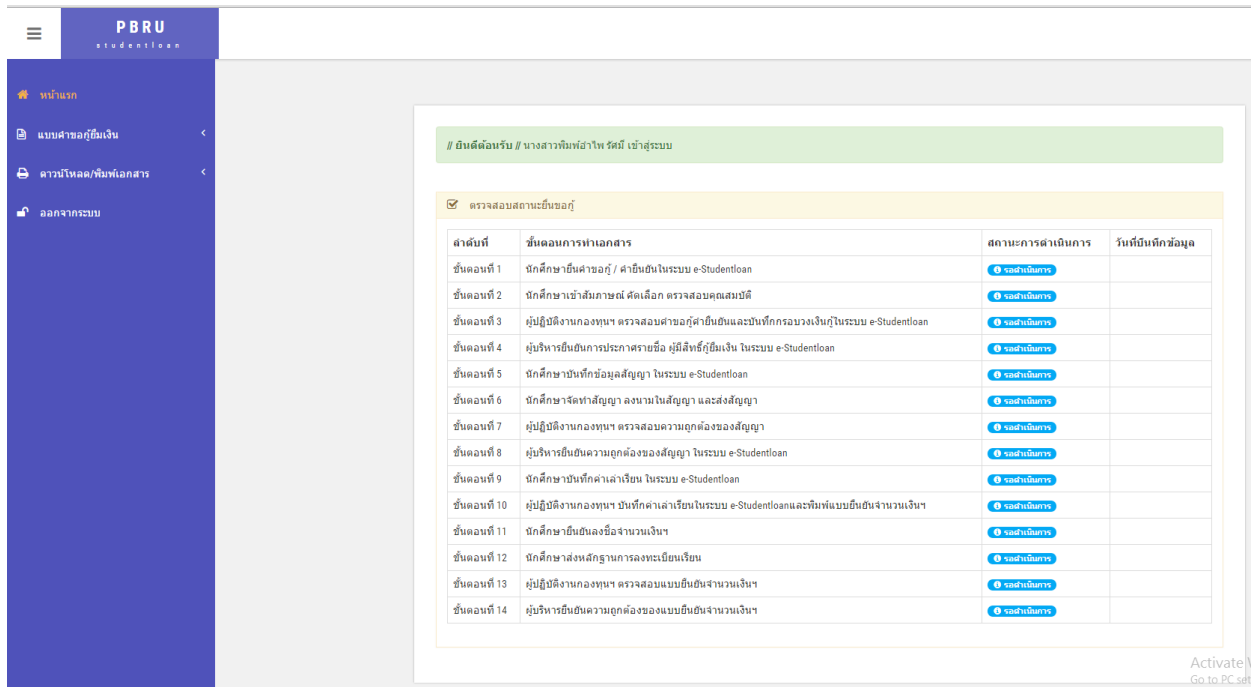 PBRU
studentloan
หน้าแรก
แบบคำขอกู้ยืมเงิน
ดาวน์โหลด/พิมพ์เอกสาร
ออกจากระบบ
// ยินดีต้อนรับ // นางสาวพิมพ์อำไพ รัศมี เข้าสู่ระบบ
ตรวจสอบสถานะยื่นขอกู้
ลำดับที่ ขั้นตอนการทำเอกสาร สถานะการดำเนินการ วันที่บันทึกข้อมูล
ขั้นตอนที่ 1 นักศึกษายื่นคำขอกู้ / คำยืนยันในระบบ e-Studentloan รอดำเนินการ
ขั้นตอนที่ 2 นักศึกษาเข้าสัมภาษณ์ คัดเลือก ตรวจสอบคุณสมบัติ รอดำเนินการ
ขั้นตอนที่ 3 ผู้ปฏิบัติงานกองทุนฯ ตรวจสอบคำขอกู้คำยืนยันและบันทึกกรอบวงเงินกู้ในระบบ e-Studentloan รอดำเนินการ
ขั้นตอนที่ 4 ผู้บริหารยืนยันการประกาศรายชื่อ ผู้มีสิทธิ์กู้ยืมเงิน ในระบบ e-Studentloan รอดำเนินการ
ขั้นตอนที่ 5 นักศึกษาบันทึกข้อมูลสัญญา ในระบบ e-Studentloan รอดำเนินการ
ขั้นตอนที่ 6 นักศึกษาจัดทำสัญญา ลงนามในสัญญา และส่งสัญญา รอดำเนินการ
ขั้นตอนที่ 7 ผู้ปฏิบัติงานกองทุนฯ ตรวจสอบความถูกต้องของสัญญา รอดำเนินการ
ขั้นตอนที่ 8 ผู้บริหารยืนยันความถูกต้องของสัญญา ในระบบ e-Studentloan รอดำเนินการ
ขั้นตอนที่ 9 นักศึกษาบันทึกค่าเล่าเรียน ในระบบ e-Studentloan รอดำเนินการ
ขั้นตอนที่ 10 ผู้ปฏิบัติงานกองทุนฯ บันทึกค่าเล่าเรียนในระบบ e-Studentloanและพิมพ์แบบยืนยันจำนวนเงินฯ รอดำเนินการ
ขั้นตอนที่ 11 นักศึกษายืนยันลงชื่อจำนวนเงินฯ รอดำเนินการ
ขั้นตอนที่ 12 นักศึกษาส่งหลักฐานการลงทะเบียนเรียน รอดำเนินการ
ขั้นตอนที่ 13 ผู้ปฏิบัติงานกองทุนฯ ตรวจสอบแบบยืนยันจำนวนเงินฯ รอดำเนินการ
ขั้นตอนที่ 14 ผู้บริหารยืนยันความถูกต้องของแบบยืนยันจำนวนเงินฯ รอดำเนินการ
Activate
Go to PC